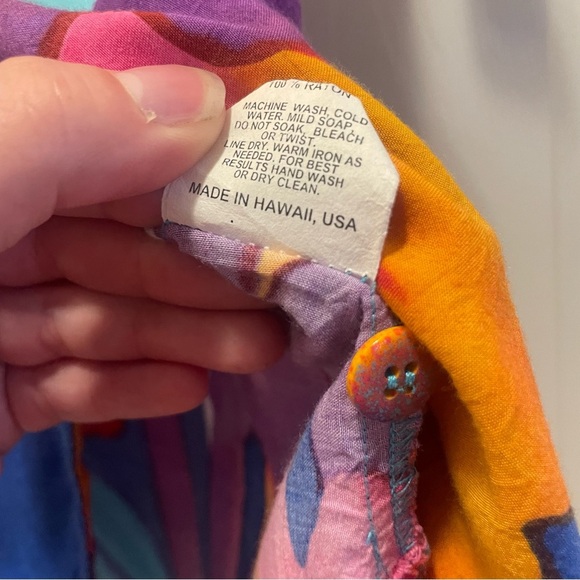 100% RAYON
MACHINE WASH, COLD
WATER. MILD SOAP
DO NOT SOAK, BLEACH
OR TWIST.
LINE DRY. WARM IRON AS
NEEDED. FOR BEST
RESULTS HAND WASH
OR DRY CLEAN.
MADE IN HAWAII, USA